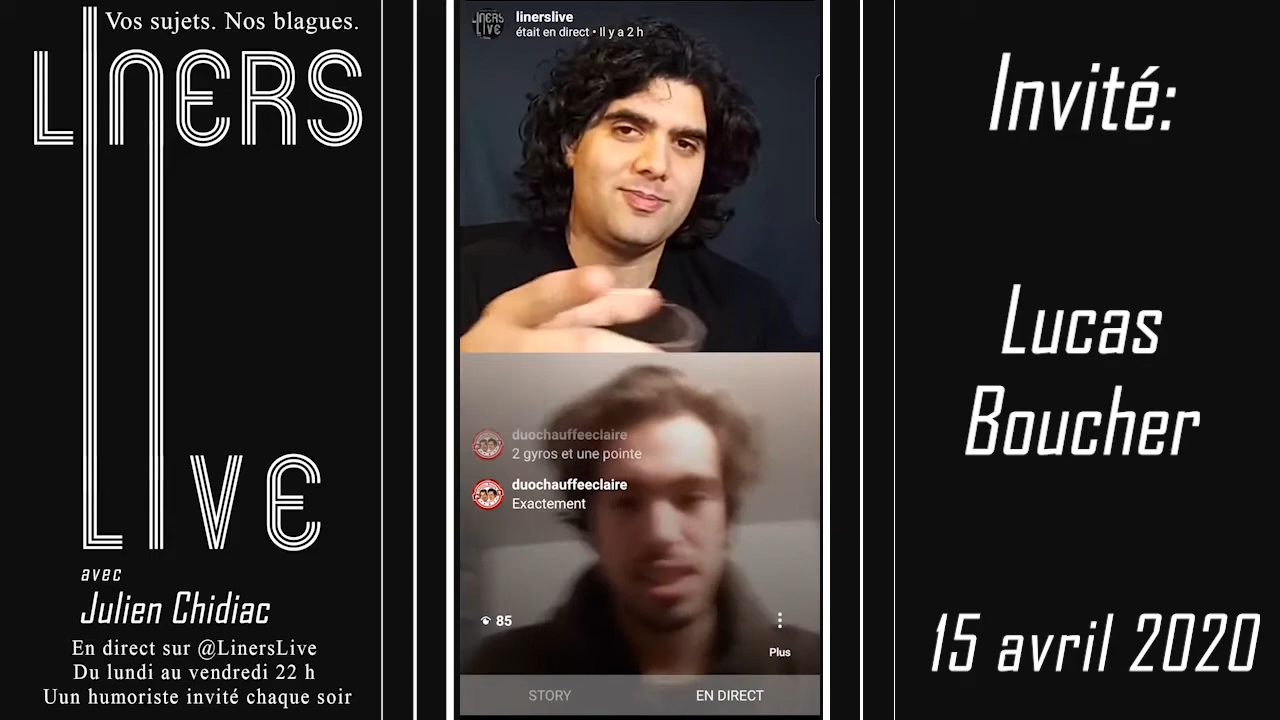 Vos sujets. Nos blagues.
LINERS
LIVE
avec
Julien Chidiac
En direct sur @LinersLive
Du lundi au vendredi 22 h
Uun humoriste invité chaque soir
LINERS
LIVE
linerslive
était en direct • Il y a 2 h
duochauffeeclaire
2 gyros et une pointe
duochauffeeclaire
Exactement
85
Plus
STORY
EN DIRECT
Invité:
Lucas
Boucher
15 avril 2020